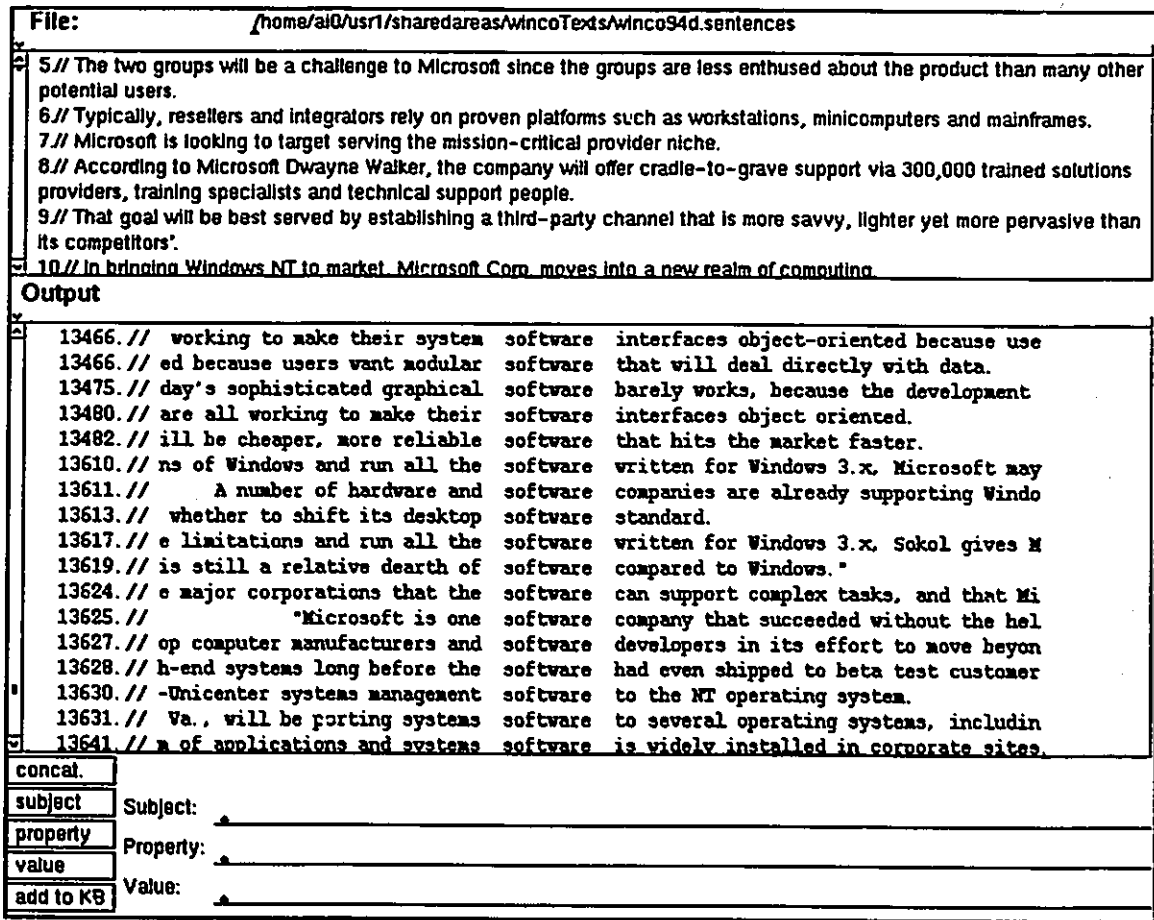 File: /home/ai0/usr1/sharedareas/wincoTexts/winco94d.sentences
5.// The two groups will be a challenge to Microsoft since the groups are less enthused about the product than many other
potential users.
6.// Typically, resellers and integrators rely on proven platforms such as workstations, minicomputers and mainframes.
7.// Microsoft is looking to target serving the mission-critical provider niche.
8.// According to Microsoft Dwayne Walker, the company will offer cradle-to-grave support via 300,000 trained solutions
providers, training specialists and technical support people.
9.// That goal will be best served by establishing a third-party channel that is more savvy, lighter yet more pervasive than
its competitors'.
10.// In bringing Windows NT to market, Microsoft Corp. moves into a new realm of computing.
Output
13466.// working to make their system software interfaces object-oriented because use
13466.// ed because users want modular software that will deal directly with data.
13475.// day's sophisticated graphical software barely works, because the development
13480.// are all working to make their software interfaces object oriented.
13482.// ill be cheaper, more reliable software that hits the market faster.
13610.// ns of Windows and run all the software written for Windows 3.x, Microsoft may
13611.// A number of hardware and software companies are already supporting Windo
13613.// whether to shift its desktop software standard.
13617.// e limitations and run all the software written for Windows 3.x, Sokol gives M
13619.// is still a relative dearth of software compared to Windows."
13624.// e major corporations that the software can support complex tasks, and that Mi
13625.// "Microsoft is one software company that succeeded without the hel
13627.// op computer manufacturers and software developers in its effort to move beyon
13628.// h-end systems long before the software had even shipped to beta test customer
13630.// -Unicenter systems management software to the NT operating system.
13631.// Va., will be porting systems software to several operating systems, includin
13641.// m of applications and systems software is widely installed in corporate sites.
concat.
subject Subject:
property Property:
value Value:
add to KB